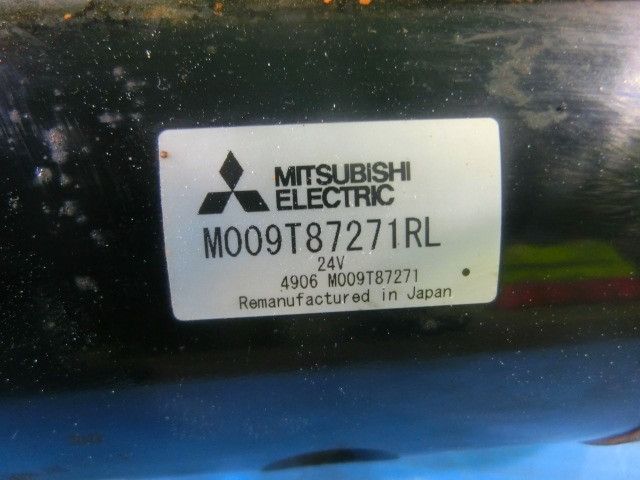 MITSUBISHI
ELECTRIC
M009T87271RL
24V
4906 M009T87271
Remanufactured in Japan